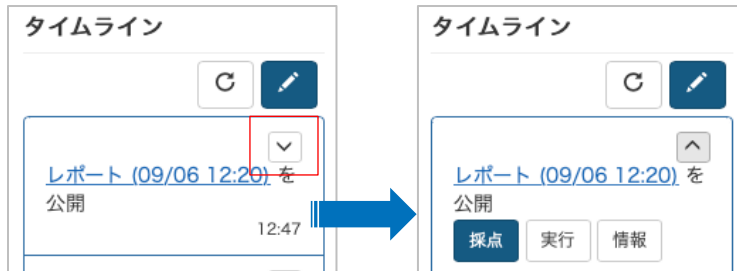 タイムライン
レポート (09/06 12:20) を
公開
12:47
タイムライン
レポート (09/06 12:20) を
公開
採点 実行 情報